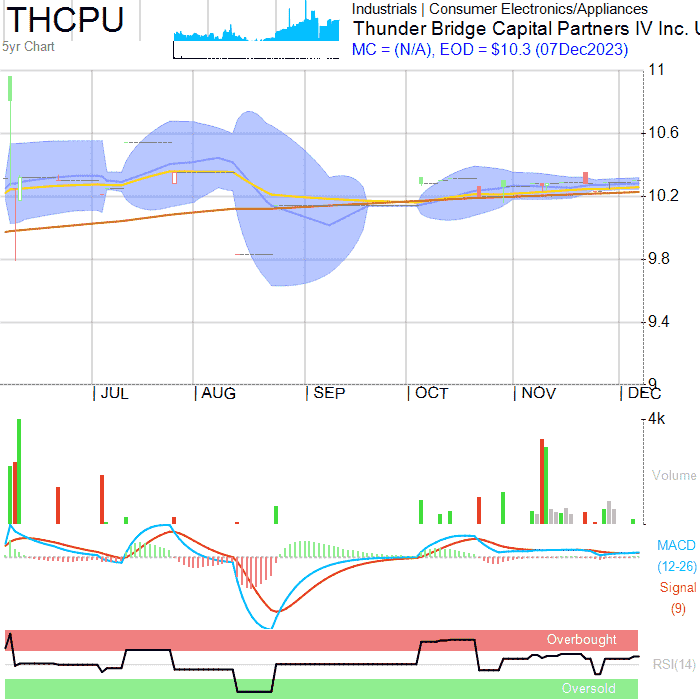 THCPU
Industrials | Consumer Electronics/Appliances
Thunder Bridge Capital Partners IV Inc. U
5yr Chart
MC = (N/A), EOD = $10.3 (07Dec2023)
11
10.6
10.2
9.8
9.4
9
JUL AUG SEP OCT NOV DEC
4k
Volume
MACD
(12-26)
Signal
(9)
Overbought
RSI(14)
Oversold